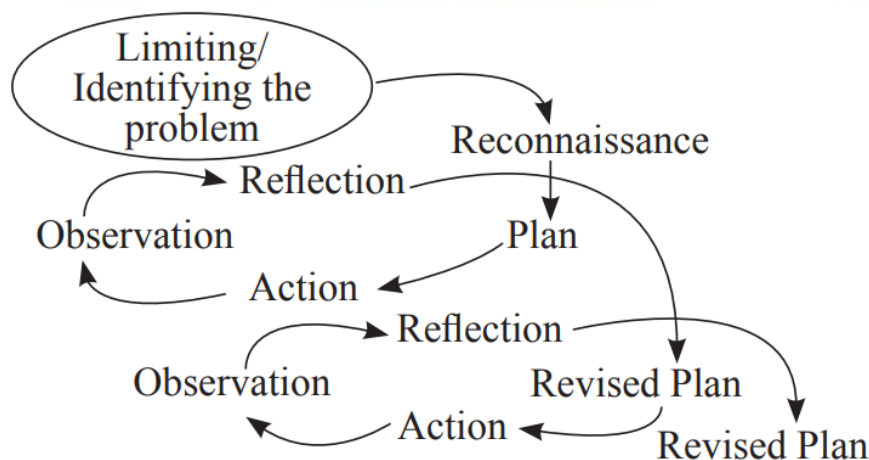 Limiting/
Identifying the
problem
Reconnaissance
Reflection
Observation
Plan
Action
Reflection
Observation
Revised Plan
Action
Revised Plan